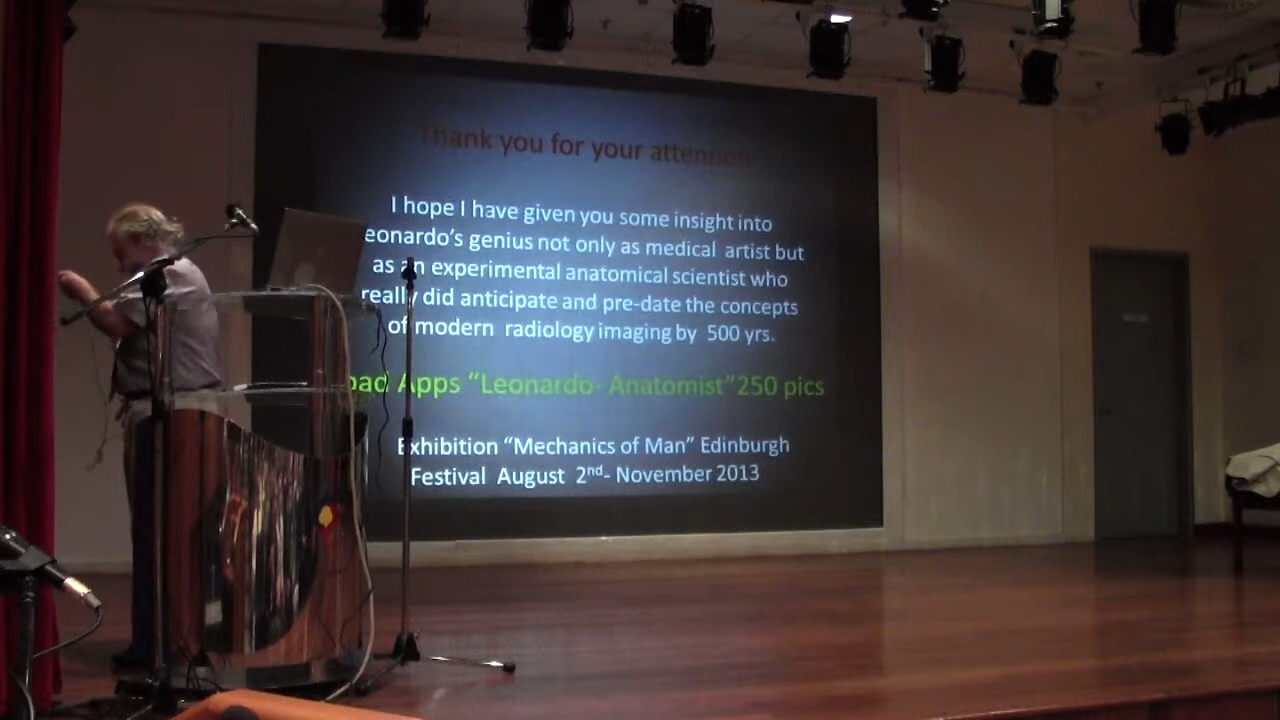 Thank you for your attention
I hope I have given you some insight into
eonardo's genius not only as medical artist but
as an experimental anatomical scientist who
really did anticipate and pre-date the concepts
of modern radiology imaging by 500 yrs.
pad Apps “Leonardo- Anatomist” 250 pics
Exhibition “Mechanics of Man” Edinburgh
Festival August 2nd- November 2013